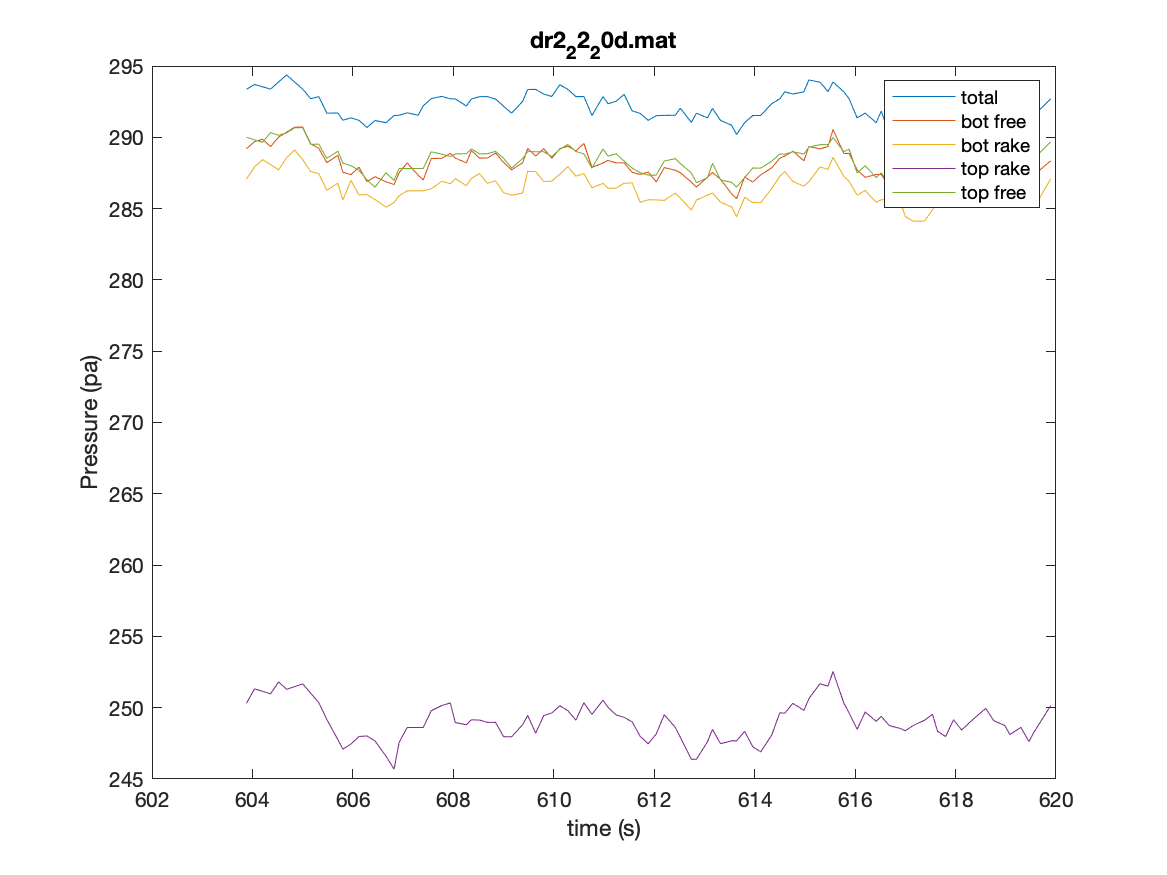 dr2₂2₂0d.mat
295
290
285
280
275
270
265
260
255
250
245
Pressure (pa)
total
bot free
bot rake
top rake
top free
602 604 606 608 610 612 614 616 618 620
time (s)